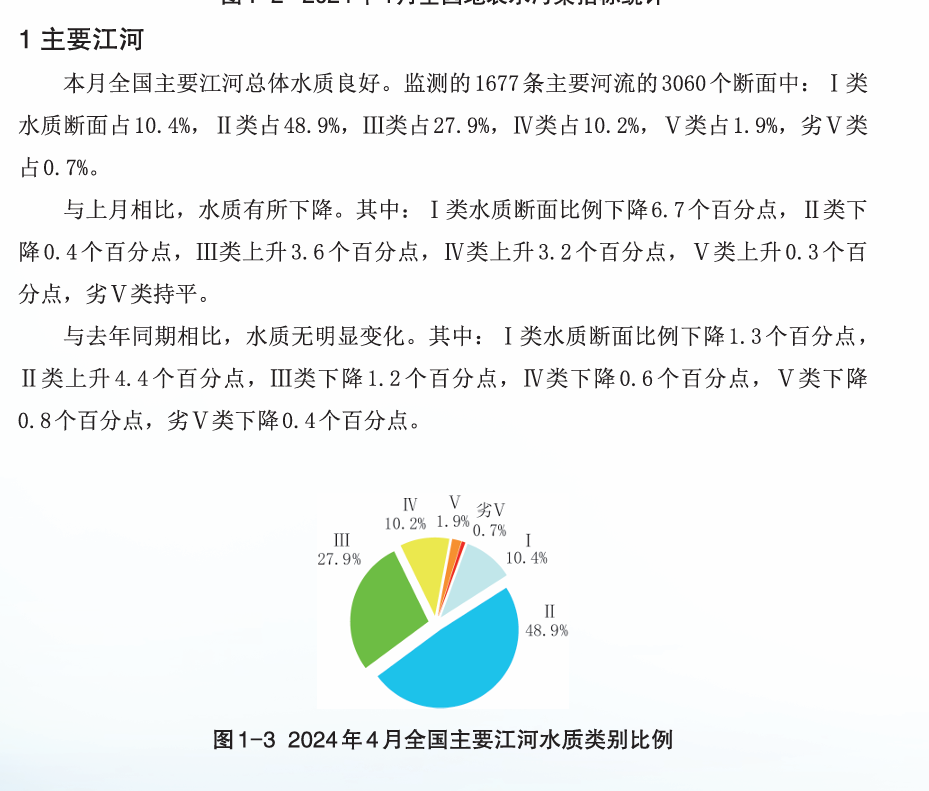 1 主要江河
本月全国主要江河总体水质良好。监测的1677条主要河流的3060个断面中：Ⅰ类
水质断面占10.4%，Ⅱ类占48.9%，Ⅲ类占27.9%，Ⅳ类占10.2%，Ⅴ类占1.9%，劣Ⅴ类
占0.7%。
与上月相比，水质有所下降。其中：Ⅰ类水质断面比例下降6.7个百分点，Ⅱ类下
降0.4个百分点，Ⅲ类上升3.6个百分点，Ⅳ类上升3.2个百分点，Ⅴ类上升0.3个百
分点，劣Ⅴ类持平。
与去年同期相比，水质无明显变化。其中：Ⅰ类水质断面比例下降1.3个百分点，
Ⅱ类上升4.4个百分点，Ⅲ类下降1.2个百分点，Ⅳ类下降0.6个百分点，Ⅴ类下降
0.8个百分点，劣Ⅴ类下降0.4个百分点。
Ⅳ
10.2%
Ⅴ
1.9%
劣Ⅴ
0.7%
Ⅲ
27.9%
Ⅰ
10.4%
Ⅱ
48.9%
图1-3 2024年4月全国主要江河水质类别比例